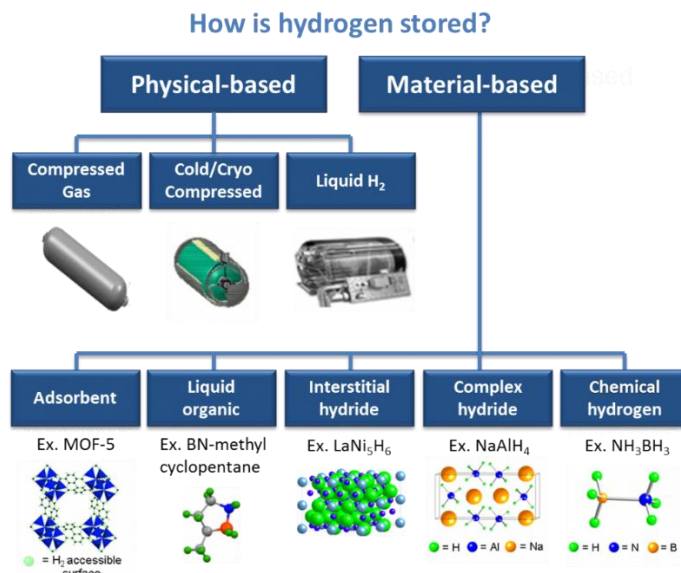 How is hydrogen stored?
Physical-based
Material-based
Compressed
Gas
Cold/Cryo
Compressed
Liquid H₂
Adsorbent
Liquid
organic
Interstitial
hydride
Complex
hydride
Chemical
hydrogen
Ex. MOF-5
Ex. BN-methyl
cyclopentane
Ex. LaNi₅H₆
Ex. NaAlH₄
Ex. NH₃BH₃
= H₂ accessible
surface
= H = Al = Na
= H = N = B